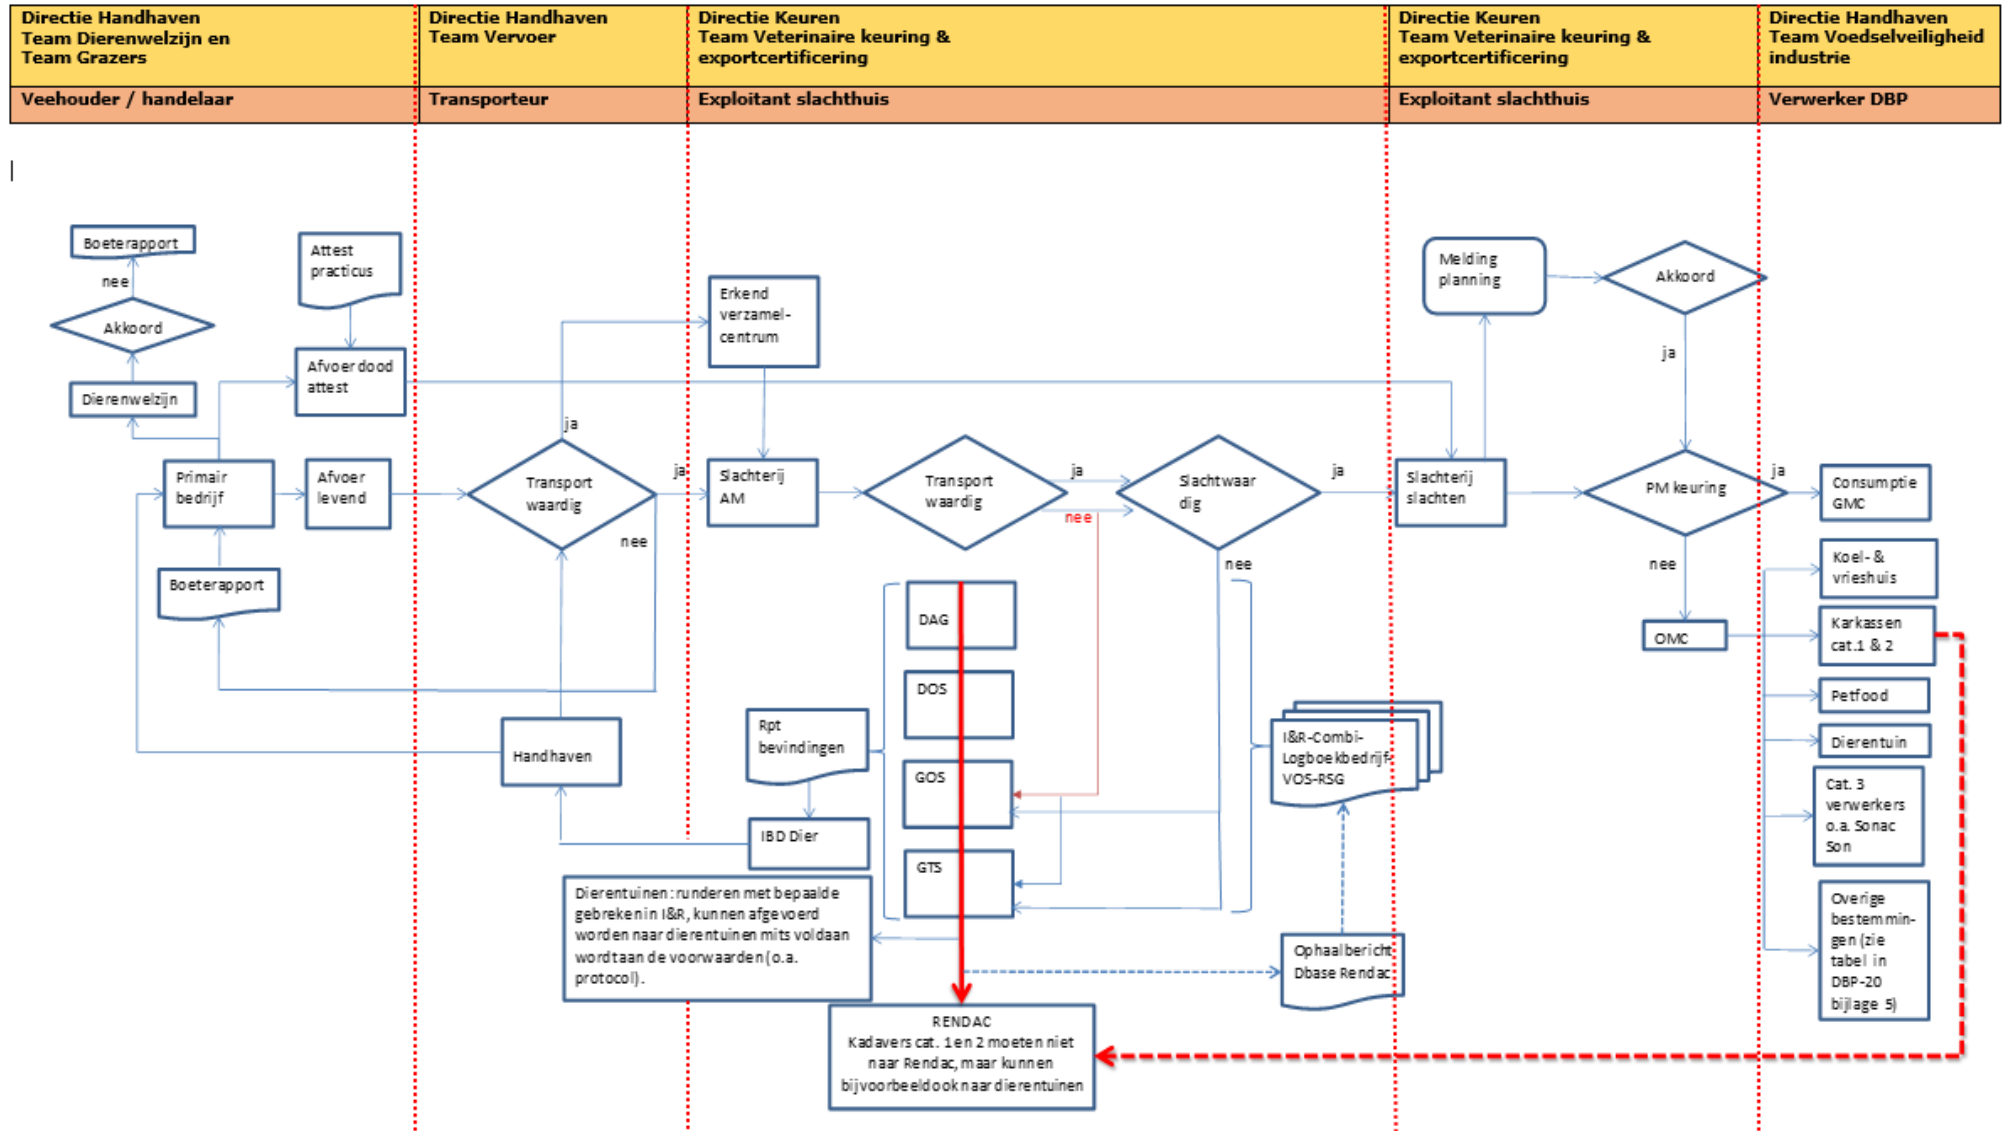 Directie Handhaven
Team Dierenwelzijn en
Team Grazers
Directie Handhaven
Team Vervoer
Directie Keuren
Team Veterinaire keuring &
exportcertificering
Directie Keuren
Team Veterinaire keuring &
exportcertificering
Directie Handhaven
Team Voedselveiligheid
industrie
Veehouder / handelaar
Transporteur
Exploitant slachthuis
Exploitant slachthuis
Verwerker DBP
Boeterapport
nee
Akkoord
Dierenwelzijn
Attest
practicus
Afvoer dood
attest
Primair
bedrijf
Afvoer
levend
Boeterapport
ja
Transport
waardig
ja
nee
Handhaven
Erkend
verzamel-
centrum
Slachterij
AM
Transport
waardig
ja
nee
Slachtwaar
dig
ja
nee
DAG
DOS
GOS
GTS
Rpt
bevindingen
IBD Dier
Dierentuinen: runderen met bepaalde
gebreken in I&R, kunnen afgevoerd
worden naar dierentuinen mits voldaan
wordt aan de voorwaarden (o.a.
protocol).
I&R-Combi-
Logboekbedrijf-
VOS-RSG
Ophaalbericht
Dbase Rendac
RENDAC
Kadavers cat. 1 en 2 moeten niet
naar Rendac, maar kunnen
bijvoorbeeld ook naar dierentuinen
Melding
planning
Akkoord
ja
Slachterij
slachten
PM keuring
ja
nee
OMC
Consumptie
GMC
Koel- &
vrieshuis
Karkassen
cat.1 & 2
Petfood
Dierentuin
Cat. 3
verwerkers
o.a. Sonac
Son
Overige
bestemmin-
gen (zie
tabel in
DBP-20
bijlage 5)